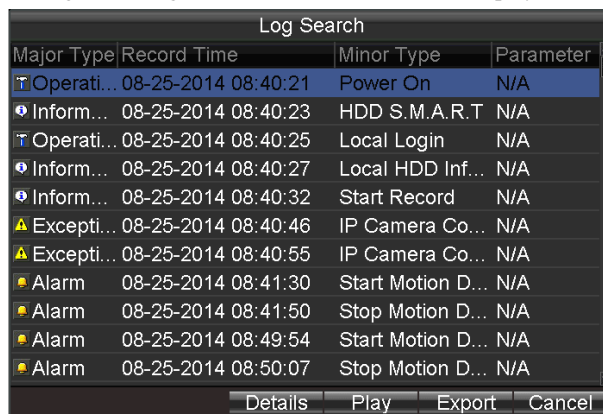 Log Search
Major Type Record Time Minor Type Parameter
Operati... 08-25-2014 08:40:21 Power On N/A
Inform... 08-25-2014 08:40:23 HDD S.M.A.R.T N/A
Operati... 08-25-2014 08:40:25 Local Login N/A
Inform... 08-25-2014 08:40:27 Local HDD Inf... N/A
Inform... 08-25-2014 08:40:32 Start Record N/A
Excepti... 08-25-2014 08:40:46 IP Camera Co... N/A
Excepti... 08-25-2014 08:40:55 IP Camera Co... N/A
Alarm 08-25-2014 08:41:30 Start Motion D... N/A
Alarm 08-25-2014 08:41:50 Stop Motion D... N/A
Alarm 08-25-2014 08:49:54 Start Motion D... N/A
Alarm 08-25-2014 08:50:07 Stop Motion D... N/A
Details Play Export Cancel